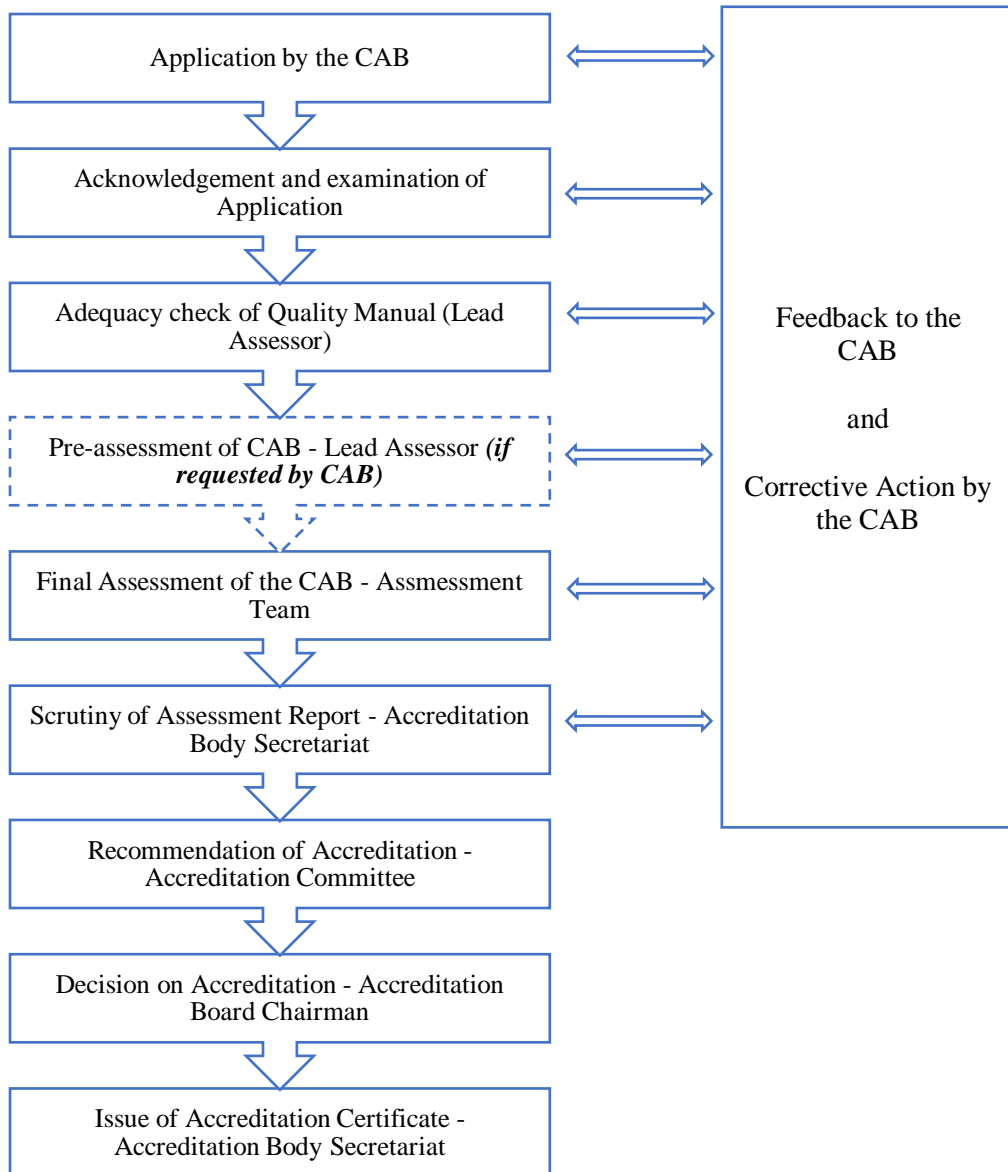 Application by the CAB
Acknowledgement and examination of
Application
Adequacy check of Quality Manual (Lead
Assessor)
Pre-assessment of CAB - Lead Assessor (if
requested by CAB)
Final Assessment of the CAB - Assmessment
Team
Scrutiny of Assessment Report - Accreditation
Body Secretariat
Recommendation of Accreditation -
Accreditation Committee
Decision on Accreditation - Accreditation
Board Chairman
Issue of Accreditation Certificate -
Accreditation Body Secretariat
Feedback to the
CAB
and
Corrective Action by
the CAB